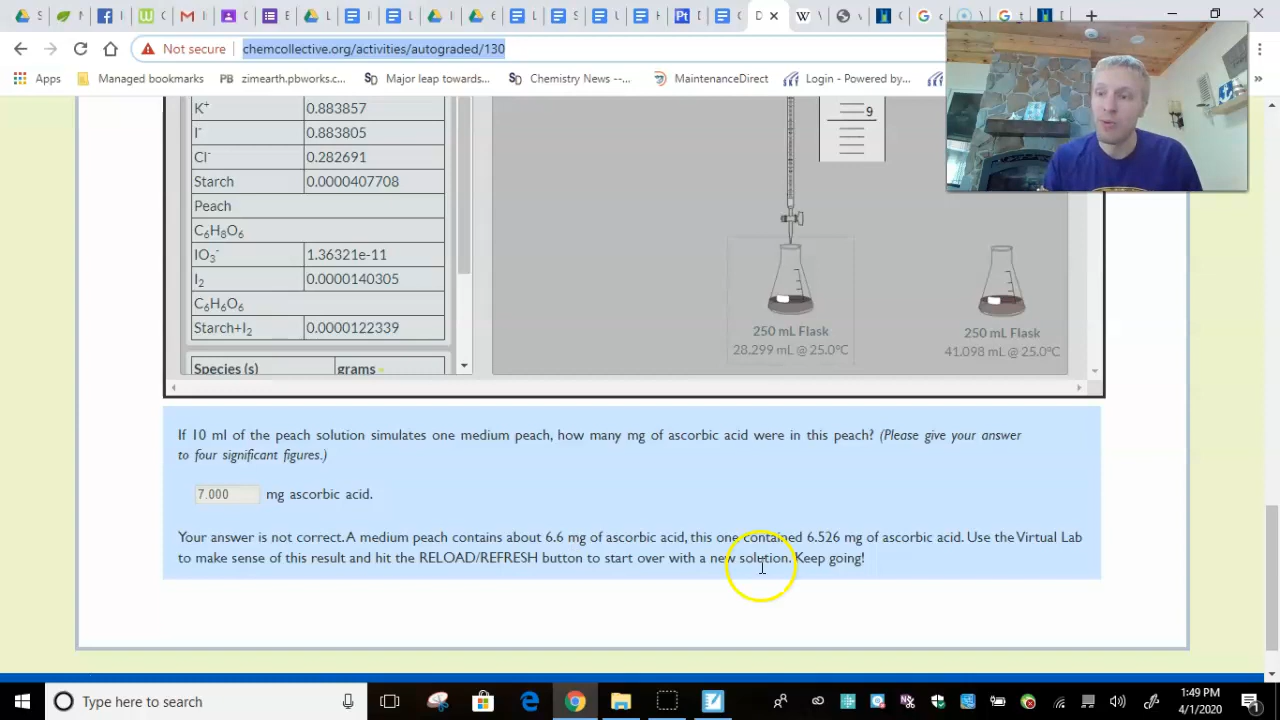 Not secure
chemcollective.org/activities/autograded/130
Apps
Managed bookmarks
PB zimearth.pbworks.c...
Major leap towards...
Chemistry News -- ...
MaintenanceDirect
Login - Powered by...
K+ 0.883857
I- 0.883805
Cl- 0.282691
Starch 0.0000407708
Peach
C6H8O6
IO3- 1.36321e-11
I2 0.0000140305
C6H6O6
Starch+I2 0.0000122339
Species (s) grams
9
250 mL Flask
28.299 mL @ 25.0°C
250 mL Flask
41.098 mL @ 25.0°C
If 10 ml of the peach solution simulates one medium peach, how many mg of ascorbic acid were in this peach? (Please give your answer
to four significant figures.)
7.000 mg ascorbic acid.
Your answer is not correct. A medium peach contains about 6.6 mg of ascorbic acid, this one contained 6.526 mg of ascorbic acid. Use the Virtual Lab
to make sense of this result and hit the RELOAD/REFRESH button to start over with a new solution. Keep going!
Type here to search
1:49 PM
4/1/2020